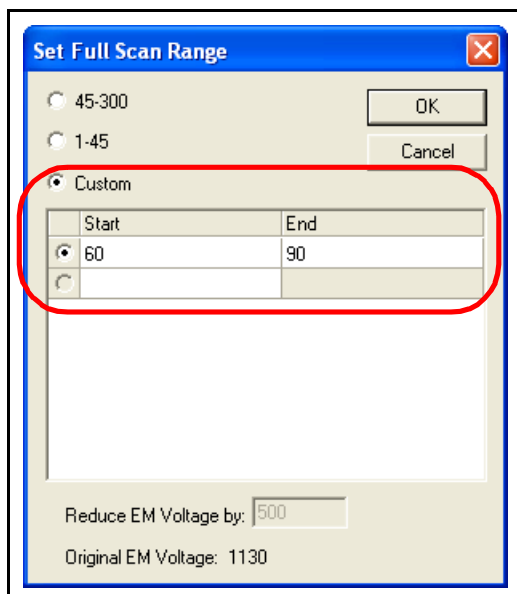 Set Full Scan Range
45-300
OK
1-45
Cancel
Custom
Start End
60 90
Reduce EM Voltage by: 500
Original EM Voltage: 1130